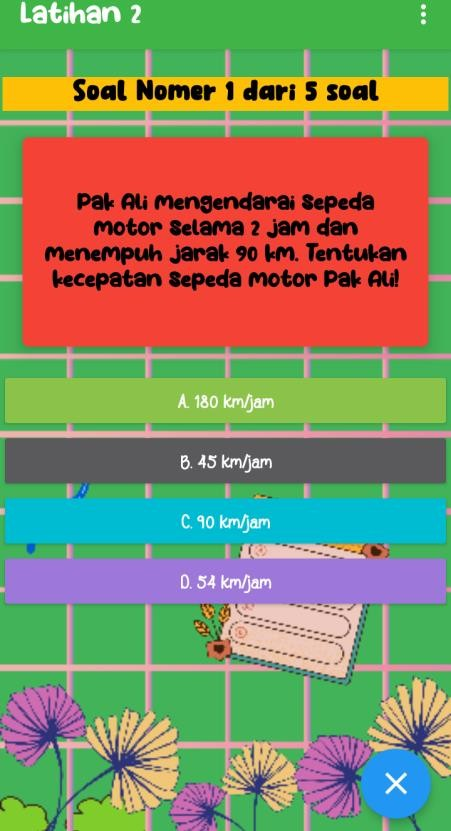 Latihan 2
Soal Nomer 1 dari 5 soal
Pak Ali Mengendarai Sepeda
Motor Selama 2 jam dan
Menempuh jarak 90 km. Tentukan
kecepatan Sepeda Motor Pak Ali!
A. 180 km/jam
B. 45 km/jam
C. 90 km/jam
D. 54 km/jam